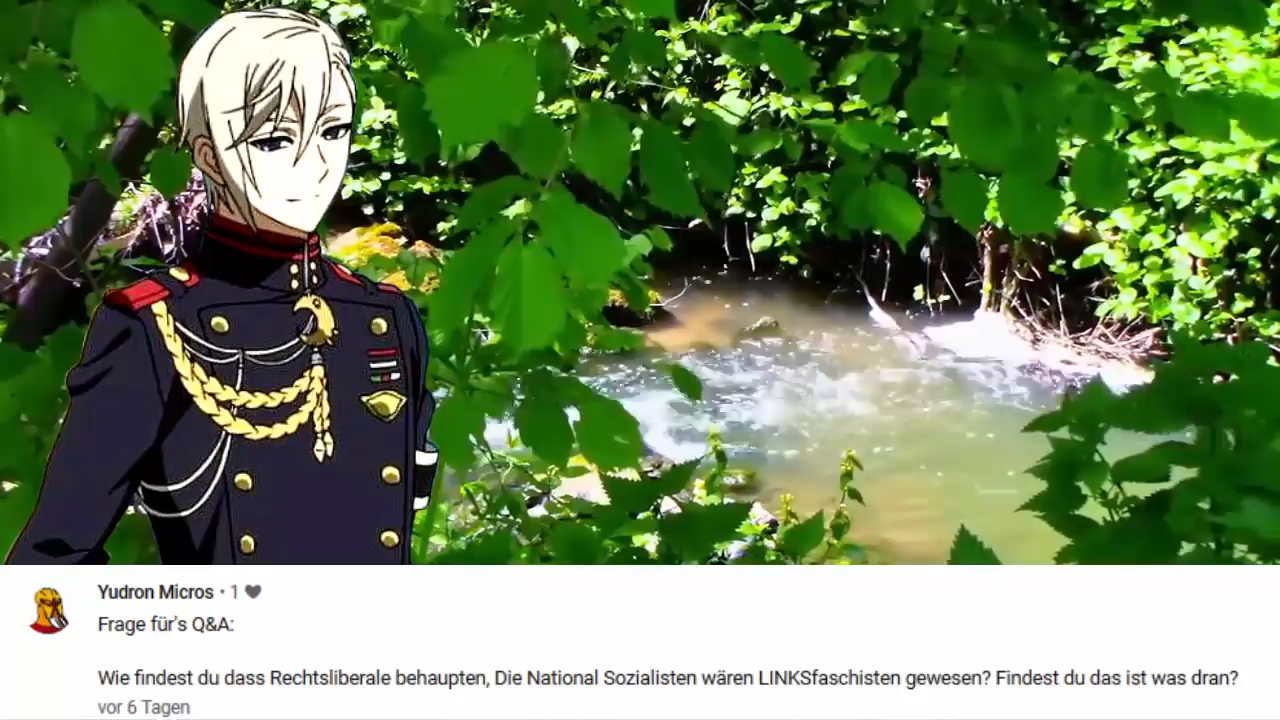 Yudron Micros • 1
Frage für's Q&A:
Wie findest du dass Rechtsliberale behaupten, Die National Sozialisten wären LINKSfaschisten gewesen? Findest du das ist was dran?
vor 6 Tagen